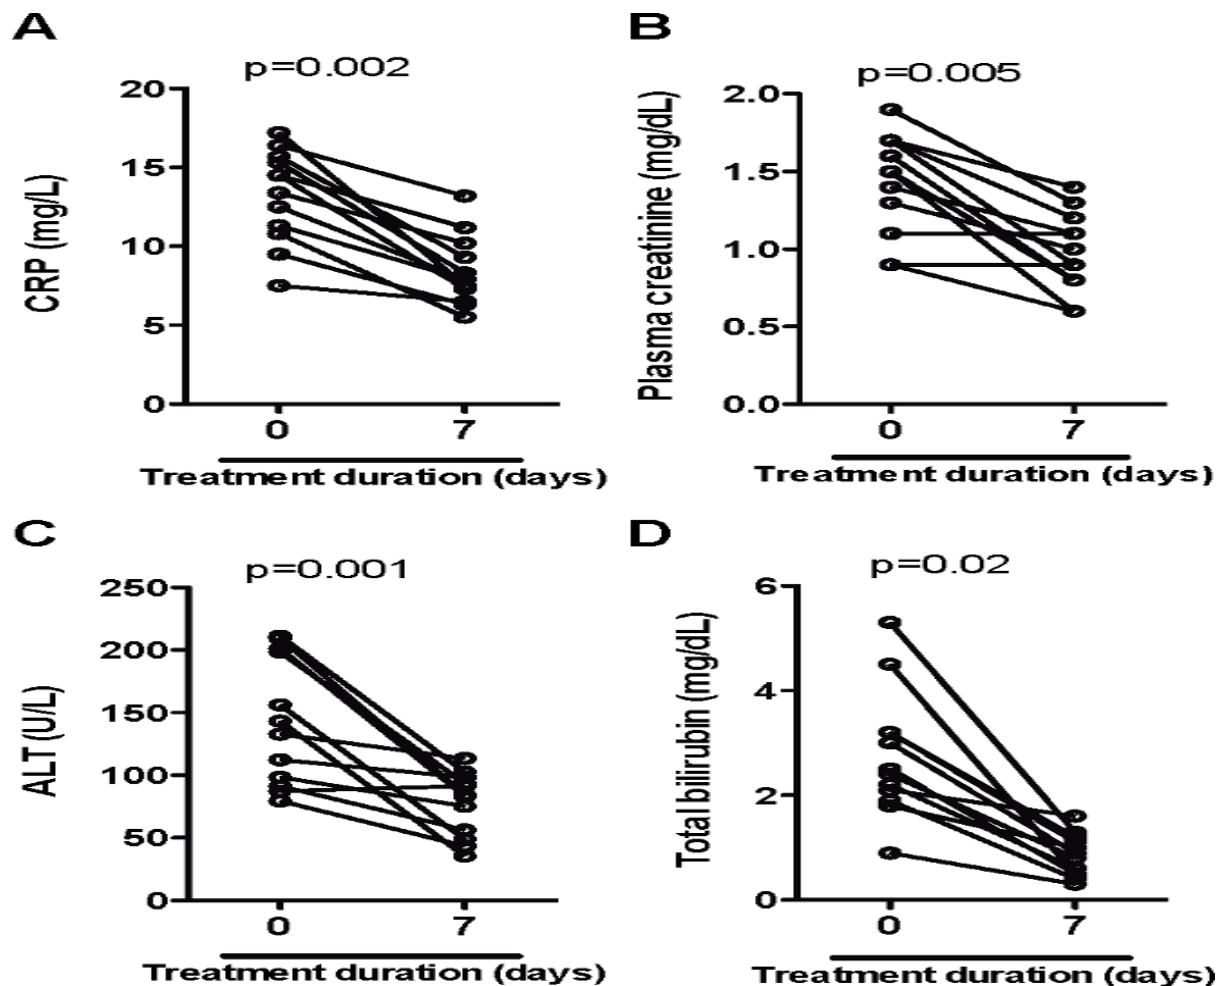 A
p=0.002
CRP (mg/L)
20
15
10
5
0
0 7
Treatment duration (days)
B
p=0.005
Plasma creatinine (mg/dL)
2.0
1.5
1.0
0.5
0.0
0 7
Treatment duration (days)
C
p=0.001
ALT (U/L)
250
200
150
100
50
0
0 7
Treatment duration (days)
D
p=0.02
Total bilirubin (mg/dL)
6
4
2
0
0 7
Treatment duration (days)